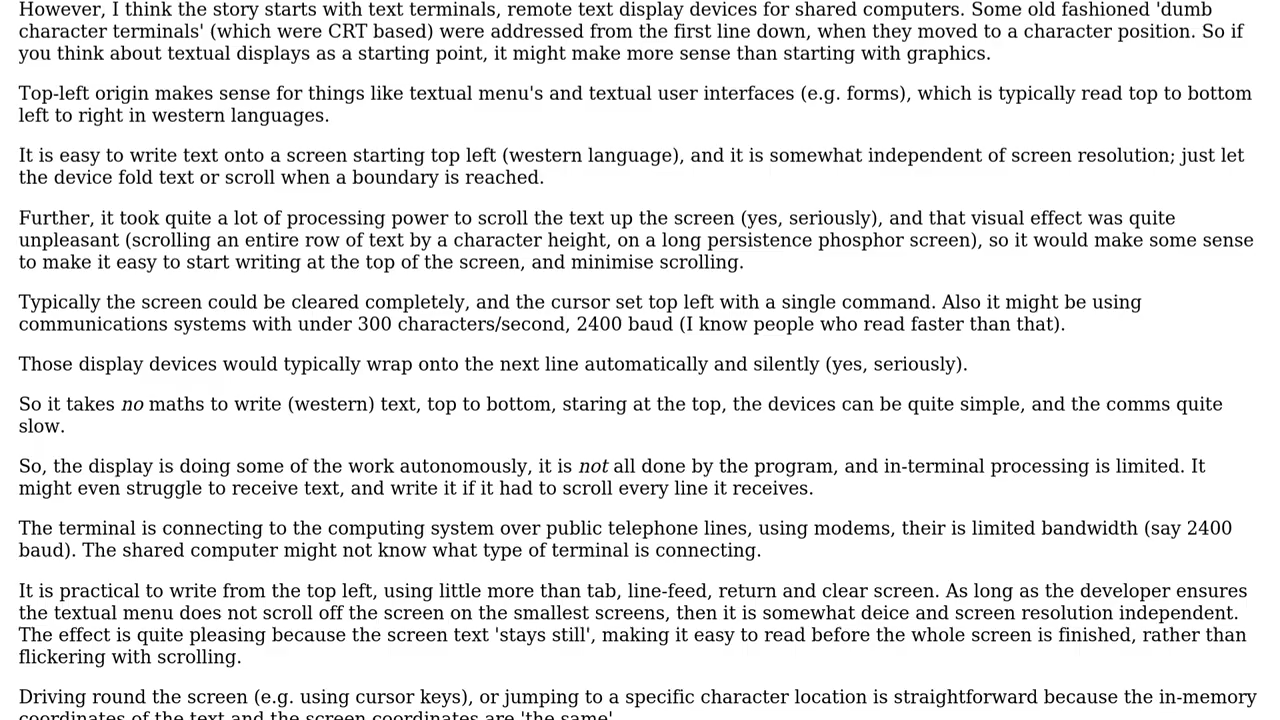 However, I think the story starts with text terminals, remote text display devices for shared computers. Some old fashioned 'dumb
character terminals' (which were CRT based) were addressed from the first line down, when they moved to a character position. So if
you think about textual displays as a starting point, it might make more sense than starting with graphics.
Top-left origin makes sense for things like textual menu's and textual user interfaces (e.g. forms), which is typically read top to bottom
left to right in western languages.
It is easy to write text onto a screen starting top left (western language), and it is somewhat independent of screen resolution; just let
the device fold text or scroll when a boundary is reached.
Further, it took quite a lot of processing power to scroll the text up the screen (yes, seriously), and that visual effect was quite
unpleasant (scrolling an entire row of text by a character height, on a long persistence phosphor screen), so it would make some sense
to make it easy to start writing at the top of the screen, and minimise scrolling.
Typically the screen could be cleared completely, and the cursor set top left with a single command. Also it might be using
communications systems with under 300 characters/second, 2400 baud (I know people who read faster than that).
Those display devices would typically wrap onto the next line automatically and silently (yes, seriously).
So it takes no maths to write (western) text, top to bottom, staring at the top, the devices can be quite simple, and the comms quite
slow.
So, the display is doing some of the work autonomously, it is not all done by the program, and in-terminal processing is limited. It
might even struggle to receive text, and write it if it had to scroll every line it receives.
The terminal is connecting to the computing system over public telephone lines, using modems, their is limited bandwidth (say 2400
baud). The shared computer might not know what type of terminal is connecting.
It is practical to write from the top left, using little more than tab, line-feed, return and clear screen. As long as the developer ensures
the textual menu does not scroll off the screen on the smallest screens, then it is somewhat deice and screen resolution independent.
The effect is quite pleasing because the screen text 'stays still', making it easy to read before the whole screen is finished, rather than
flickering with scrolling.
Driving round the screen (e.g. using cursor keys), or jumping to a specific character location is straightforward because the in-memory
coordinates of the text and the screen coordinates are 'the same'.